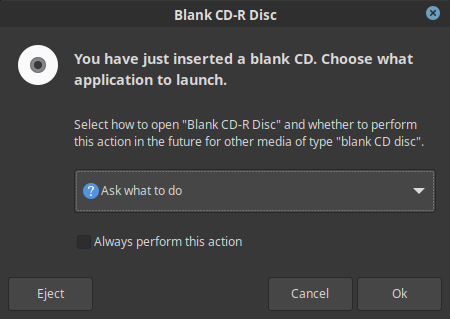 Blank CD-R Disc
You have just inserted a blank CD. Choose what
application to launch.
Select how to open "Blank CD-R Disc" and whether to perform
this action in the future for other media of type "blank CD disc".
Ask what to do
Always perform this action
Eject
Cancel
Ok